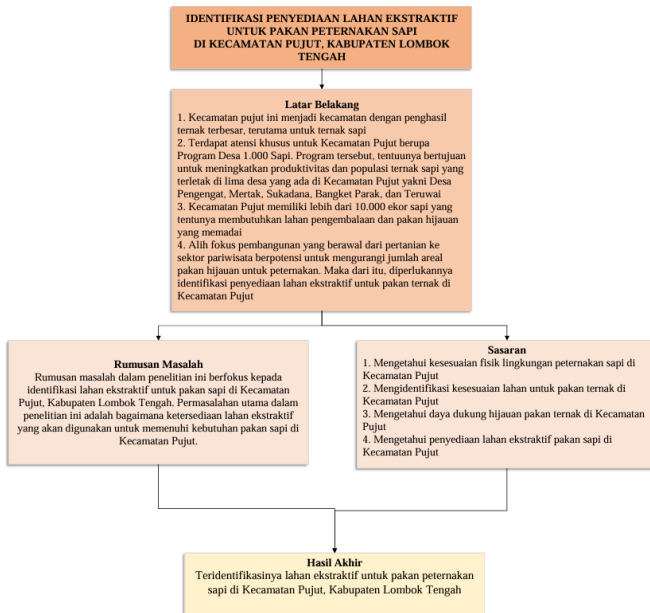 IDENTIFIKASI PENYEDIAAN LAHAN EKSTRAKTIF
UNTUK PAKAN PETERNAKAN SAPI
DI KECAMATAN PUJUT, KABUPATEN LOMBOK
TENGAH
Latar Belakang
1. Kecamatan pujut ini menjadi kecamatan dengan penghasil
ternak terbesar, terutama untuk ternak sapi
2. Terdapat atensi khusus untuk Kecamatan Pujut berupa
Program Desa 1.000 Sapi. Program tersebut, tentuunya bertujuan
untuk meningkatkan produktivitas dan populasi ternak sapi yang
terletak di lima desa yang ada di Kecamatan Pujut yakni Desa
Pengengat, Mertak, Sukadana, Bangket Parak, dan Teruwai
3. Kecamatan Pujut memiliki lebih dari 10.000 ekor sapi yang
tentunya membutuhkan lahan pengembalaan dan pakan hijauan
yang memadai
4. Alih fokus pembangunan yang berawal dari pertanian ke
sektor pariwisata berpotensi untuk mengurangi jumlah areal
pakan hijauan untuk peternakan. Maka dari itu, diperlukannya
identifikasi penyediaan lahan ekstraktif untuk pakan ternak di
Kecamatan Pujut
Rumusan Masalah
Rumusan masalah dalam penelitian ini berfokus kepada
identifikasi lahan ekstraktif untuk pakan sapi di Kecamatan
Pujut, Kabupaten Lombok Tengah. Permasalahan utama dalam
penelitian ini adalah bagaimana ketersediaan lahan ekstraktif
yang akan digunakan untuk memenuhi kebutuhan pakan sapi di
Kecamatan Pujut.
Sasaran
1. Mengetahui kesesuaian fisik lingkungan peternakan sapi di
Kecamatan Pujut
2. Mengidentifikasi kesesuaian lahan untuk pakan ternak di
Kecamatan Pujut
3. Mengetahui daya dukung hijauan pakan ternak di Kecamatan
Pujut
4. Mengetahui penyediaan lahan ekstraktif pakan sapi di
Kecamatan Pujut
Hasil Akhir
Teridentifikasinya lahan ekstraktif untuk pakan peternakan
sapi di Kecamatan Pujut, Kabupaten Lombok Tengah